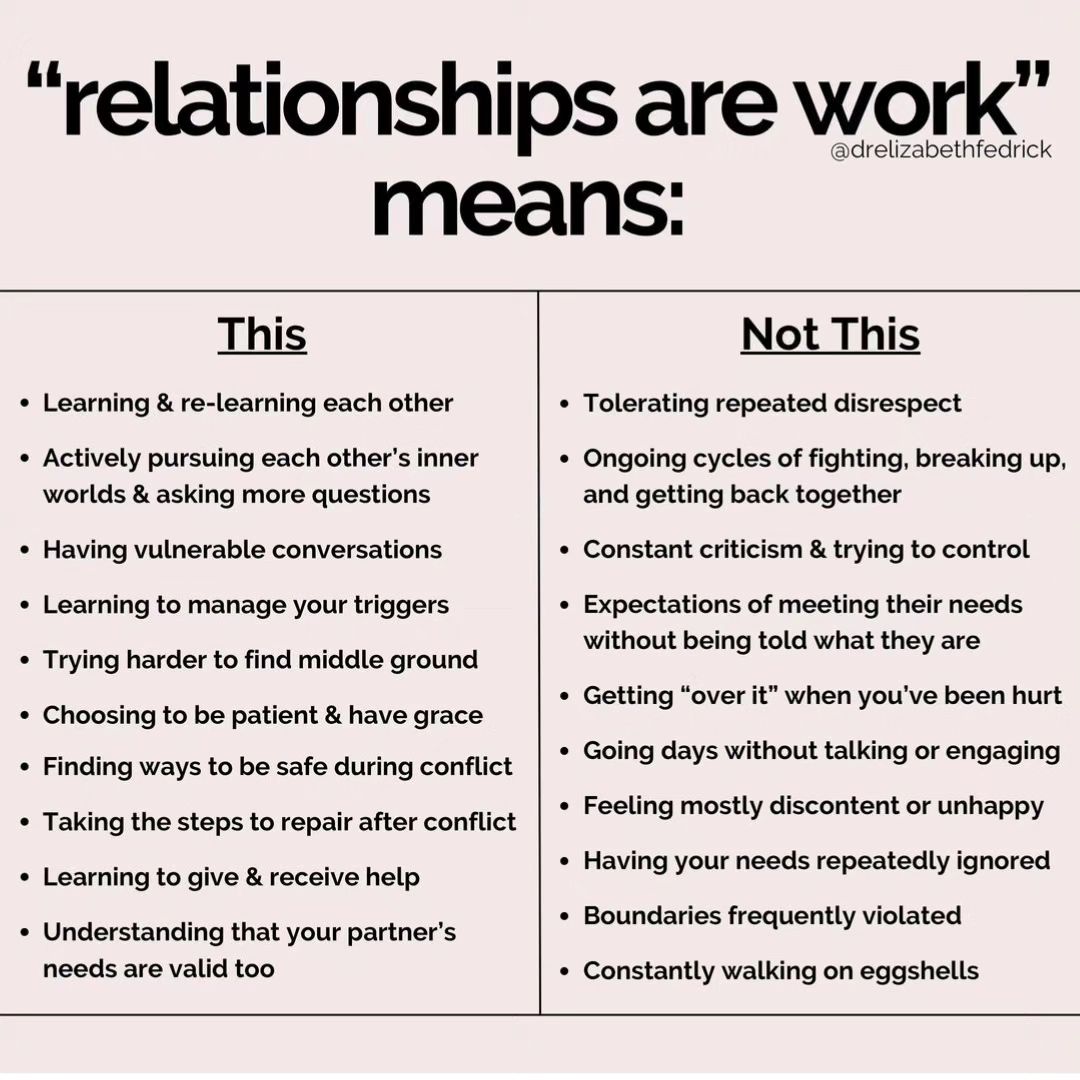 “relationships are work”
@drelizabethfedrick
means:
This
• Learning & re-learning each other
• Actively pursuing each other’s inner
worlds & asking more questions
• Having vulnerable conversations
• Learning to manage your triggers
• Trying harder to find middle ground
• Choosing to be patient & have grace
• Finding ways to be safe during conflict
• Taking the steps to repair after conflict
• Learning to give & receive help
• Understanding that your partner’s
needs are valid too
Not This
• Tolerating repeated disrespect
• Ongoing cycles of fighting, breaking up,
and getting back together
• Constant criticism & trying to control
• Expectations of meeting their needs
without being told what they are
• Getting “over it” when you’ve been hurt
• Going days without talking or engaging
• Feeling mostly discontent or unhappy
• Having your needs repeatedly ignored
• Boundaries frequently violated
• Constantly walking on eggshells